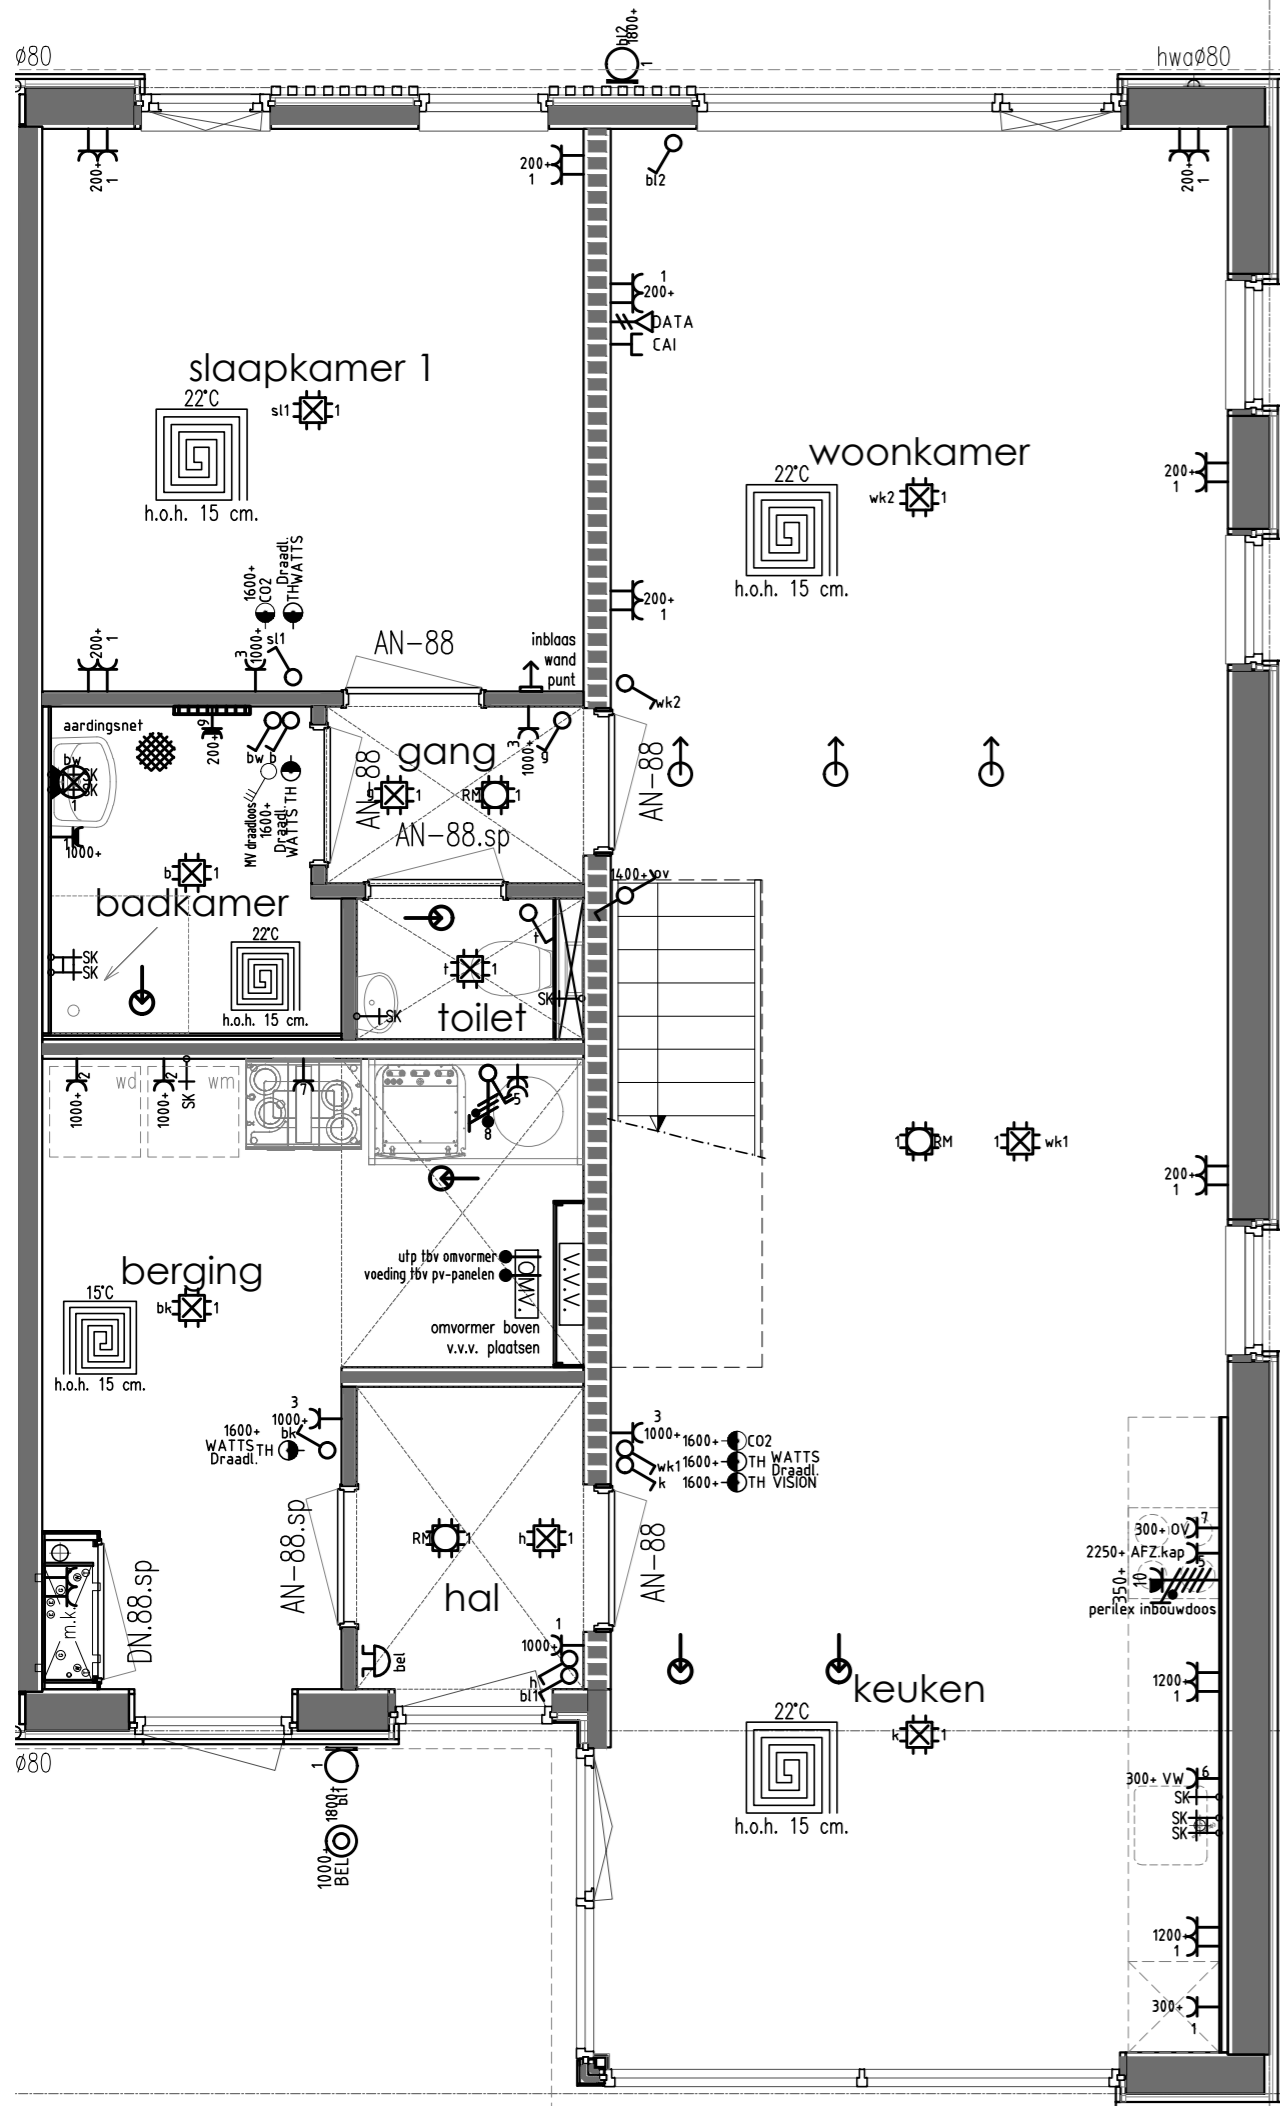 ø80
bl2
1800+
1
hwaø80
200+
1
200+
1
bl2
200+
1
1
200+
DATA
CAI
slaapkamer 1
22°C
sl1
1
h.o.h. 15 cm.
woonkamer
22°C
wk2
1
h.o.h. 15 cm.
200+
1
1600+
CO2
Draadl.
TH WATTS
200+
1
200+
1
3
1000+
sl1
AN-88
inblaas
wand
punt
wk2
aardingsnet
200+
9
bw
b
gang
3
1000+
g
AN-88
AN-88
bw
SK
SK
1
MV draadloos
1600+
Draadl.
WATTS TH
g
1
RM
1
AN-88.sp
1000+
b
1
badkamer
1400+
ov
22°C
h.o.h. 15 cm.
SK
SK
t
t
1
SK
SK
toilet
wd
wm
1000+
2
1000+
2
SK
7
5
8
1
RM
1
wk1
200+
1
berging
15°C
bk
1
h.o.h. 15 cm.
utp tbv omvormer
voeding tbv pv-panelen
OMV.
V.V.V.
omvormer boven
v.v.v. plaatsen
3
1000+
bk
1600+
WATTS TH
Draadl.
3
1000+
wk1
k
1600+ CO2
1600+ TH WATTS
Draadl.
1600+ TH VISION
AN-88.sp
RM
1
h
1
AN-88
hal
DN.88.sp
m.k.
300+ OV
7
2250+ AFZ.kap
5
350+
10
perilex inbouwdoos
bel
1
1000+
h
bl1
1200+
1
keuken
22°C
k
1
h.o.h. 15 cm.
ø80
1
1800+
bl1
1000+
BEL
300+ VW
6
SK
SK
SK
1200+
1
300+
1